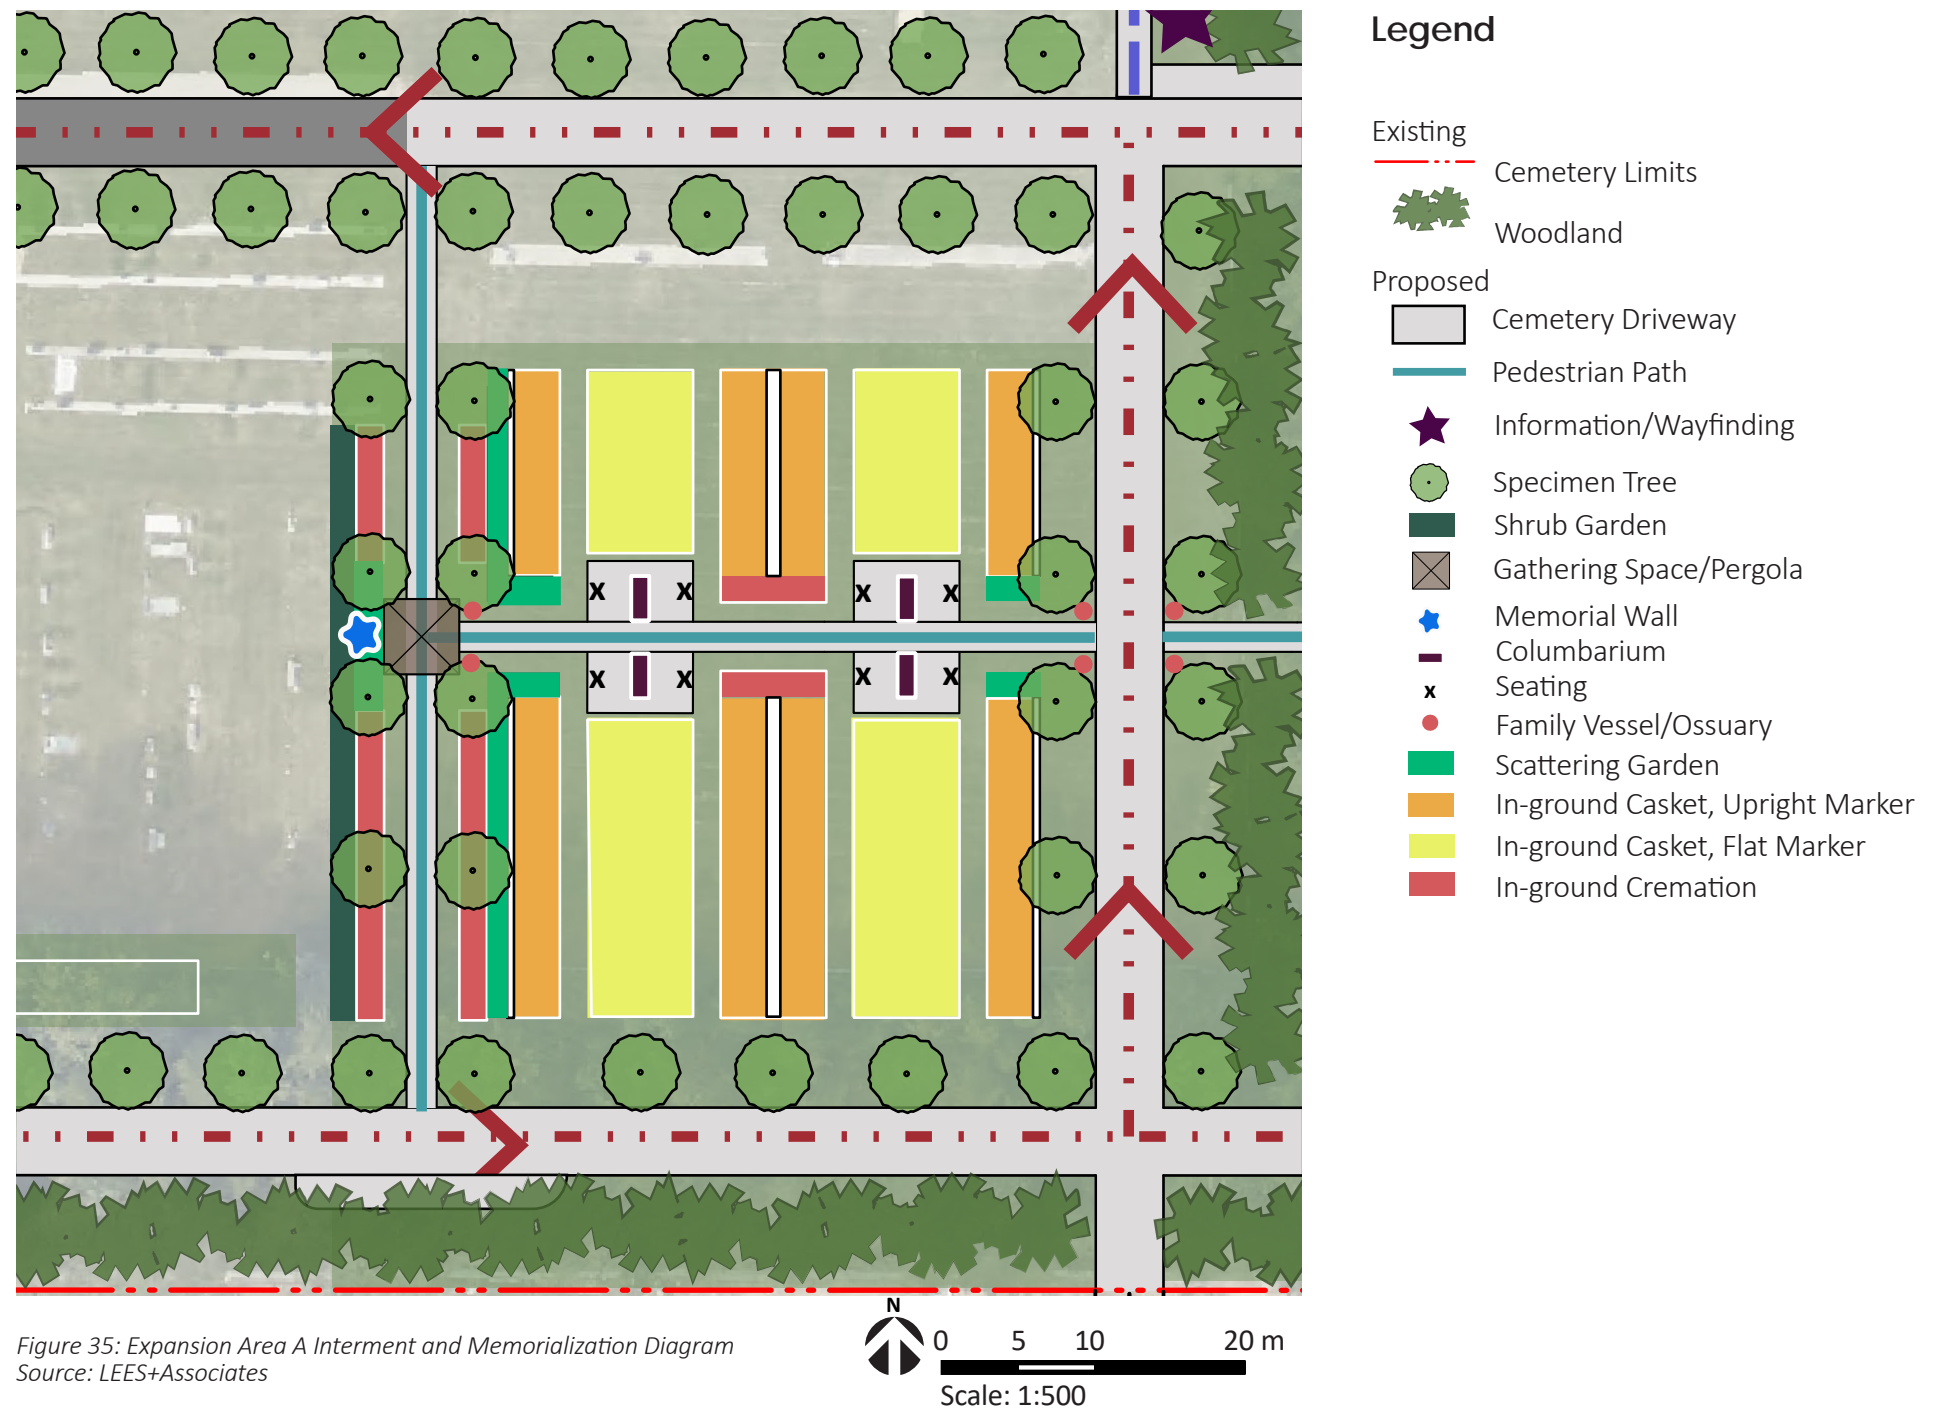 Legend
Existing
Cemetery Limits
Woodland
Proposed
Cemetery Driveway
Pedestrian Path
Information/Wayfinding
Specimen Tree
Shrub Garden
Gathering Space/Pergola
Memorial Wall
Columbarium
x Seating
Family Vessel/Ossuary
Scattering Garden
In-ground Casket, Upright Marker
In-ground Casket, Flat Marker
In-ground Cremation
x x x x
x x x x
N
0 5 10 20 m
Scale: 1:500
Figure 35: Expansion Area A Interment and Memorialization Diagram
Source: LEES+Associates